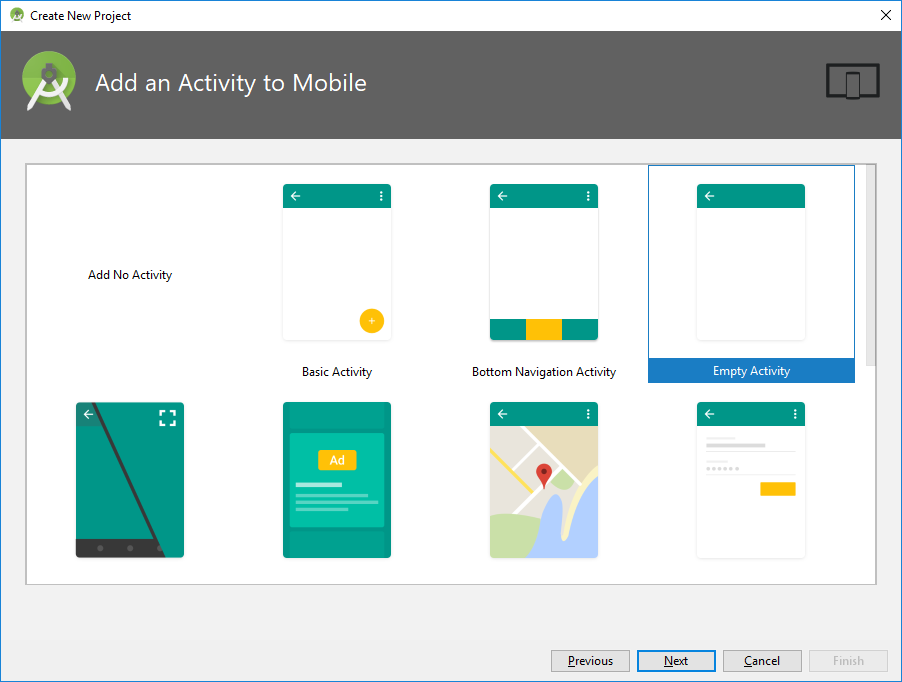 Create New Project
Add an Activity to Mobile
Add No Activity
Basic Activity
Bottom Navigation Activity
Empty Activity
Ad
Previous
Next
Cancel
Finish